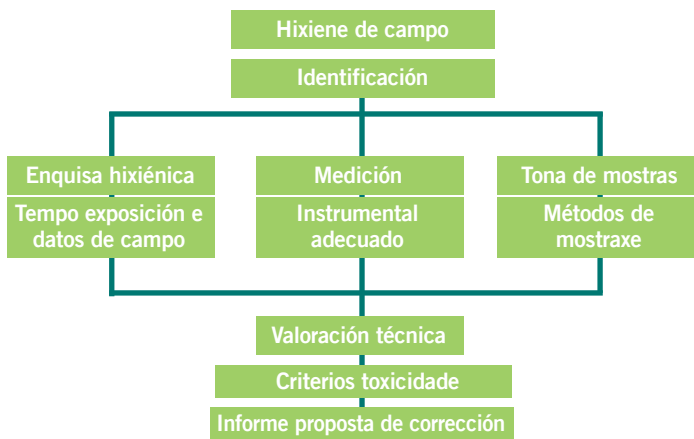 Hixiene de campo
Identificación
Enquisa hixiénica
Tempo exposición e
datos de campo
Medición
Instrumental
adecuado
Tona de mostras
Métodos de
mostraxe
Valoración técnica
Criterios toxicidade
Informe proposta de corrección